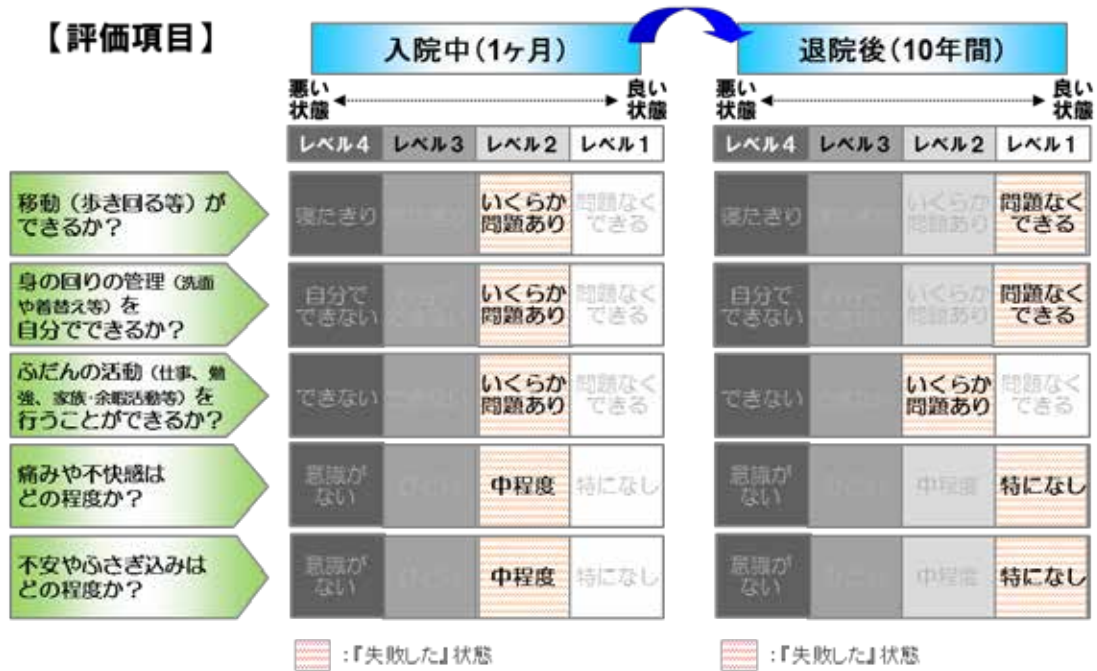 【評価項目】
入院中(1ヶ月)
退院後(10年間)
悪い
状態
良い
状態
悪い
状態
良い
状態
レベル4 レベル3 レベル2 レベル1
レベル4 レベル3 レベル2 レベル1
移動(歩き回る等)が
できるか?
寝たきり
いくらか
問題あり
問題なく
できる
寝たきり
いくらか
問題あり
問題なく
できる
身の回りの管理(洗面
や着替え等)を
自分でできるか?
自分で
できない
いくらか
問題あり
問題なく
できる
自分で
できない
いくらか
問題あり
問題なく
できる
ふだんの活動(仕事、勉
強、家族・余暇活動等)を
行うことができるか?
できない
いくらか
問題あり
問題なく
できる
できない
いくらか
問題あり
問題なく
できる
痛みや不快感は
どの程度か?
意識が
ない
中程度
特になし
意識が
ない
中程度
特になし
不安やふさぎ込みは
どの程度か?
意識が
ない
中程度
特になし
意識が
ない
中程度
特になし
:『失敗した』状態
:『失敗した』状態